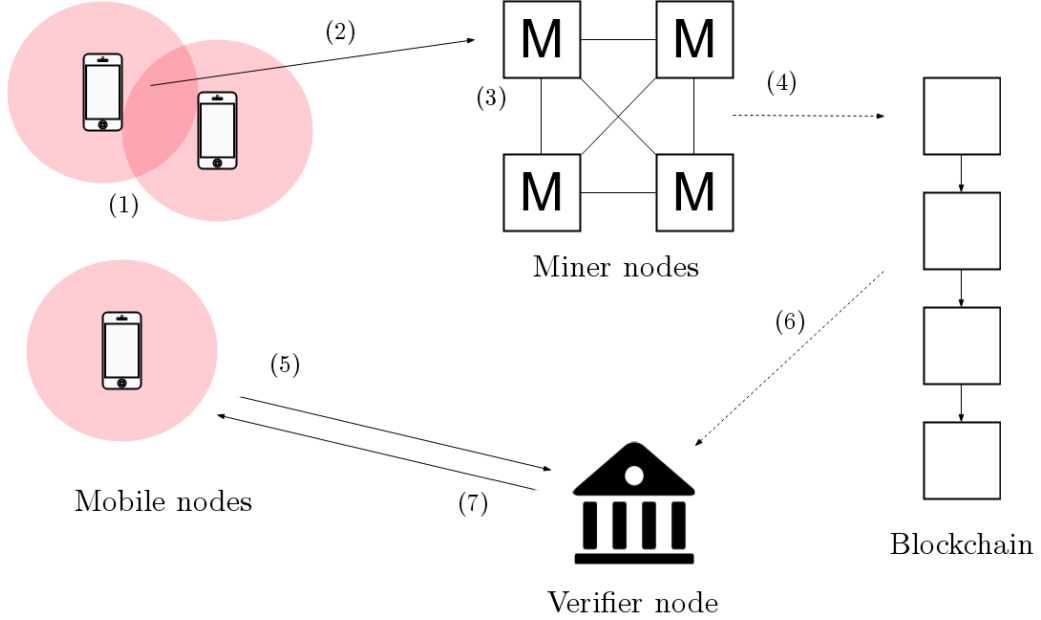 (2)
M
M
(3)
(4)
(1)
M
M
Miner nodes
(6)
(5)
Mobile nodes
(7)
Blockchain
Verifier node